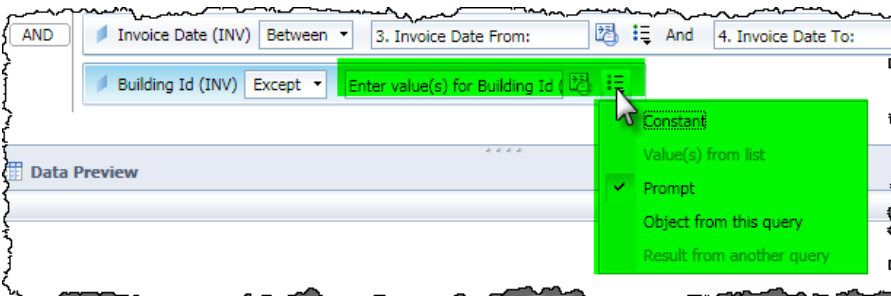 AND Invoice Date (INV) Between 3. Invoice Date From: And 4. Invoice Date To:
Building Id (INV) Except Enter value(s) for Building Id (
Constant
Value(s) from list
Data Preview
Prompt
Object from this query
Result from another query